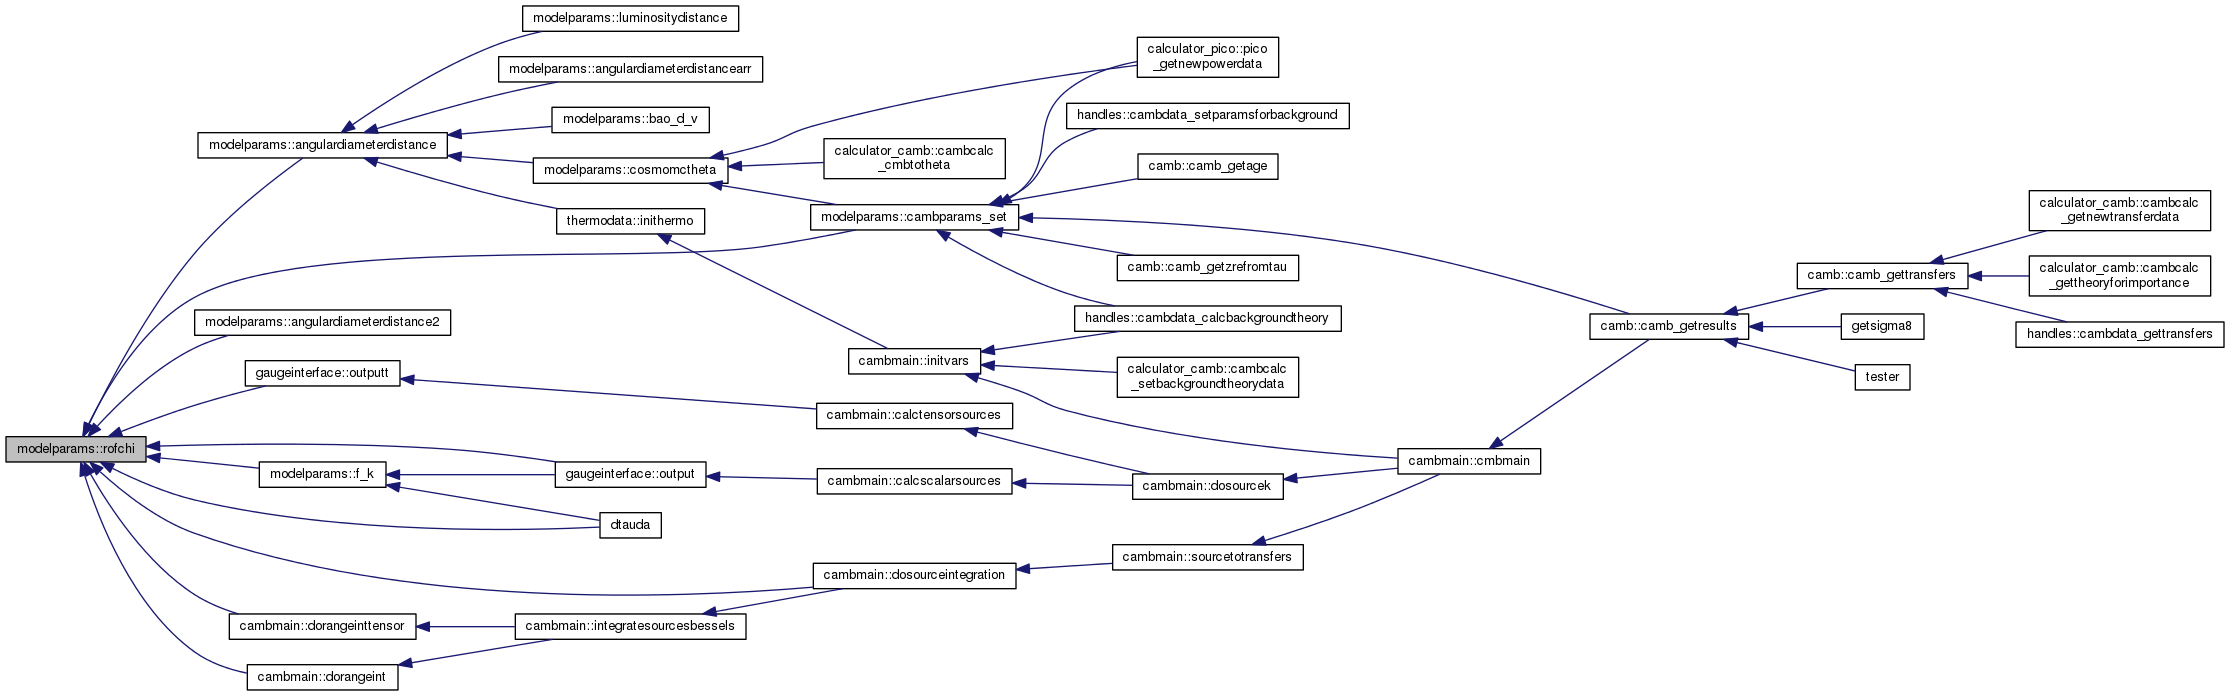 modelparams::luminositydistance
modelparams::angulardiameterdistancearr
modelparams::bao_d_v
modelparams::angulardiameterdistance
modelparams::cosmomctheta
thermodata::inithermo
calculator_pico::pico
_getnewpowerdata
handles::cambdata_setparamsforbackground
calculator_camb::cambcalc
_cmbtotheta
camb::camb_getage
modelparams::cambparams_set
camb::camb_getzrefromtau
handles::cambdata_calcbackgroundtheory
calculator_camb::cambcalc
_getnewtransferdata
camb::camb_gettransfers
calculator_camb::cambcalc
_gettheoryforimportance
handles::cambdata_gettransfers
camb::camb_getresults
getsigma8
tester
modelparams::angulardiameterdistance2
cambmain::initvars
calculator_camb::cambcalc
_setbackgroundtheorydata
gaugeinterface::outputt
cambmain::calctensorsources
modelparams::rofchi
modelparams::f_k
gaugeinterface::output
cambmain::calcscalarsources
cambmain::dosourcek
cambmain::cmbmain
dtauda
cambmain::sourcetotransfers
cambmain::dosourceintegration
cambmain::dorangeinttensor
cambmain::integratesourcesbessels
cambmain::dorangeint